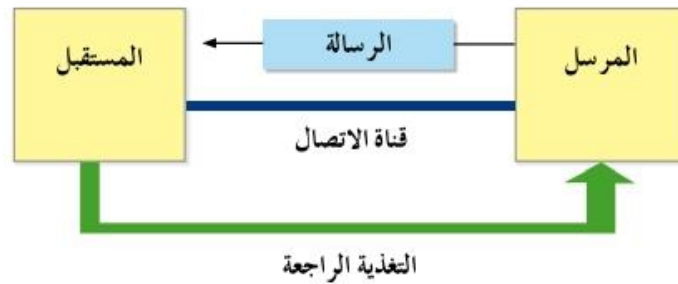 المرسل
الرسالة
المستقبل
قناة الاتصال
التغذية الراجعة